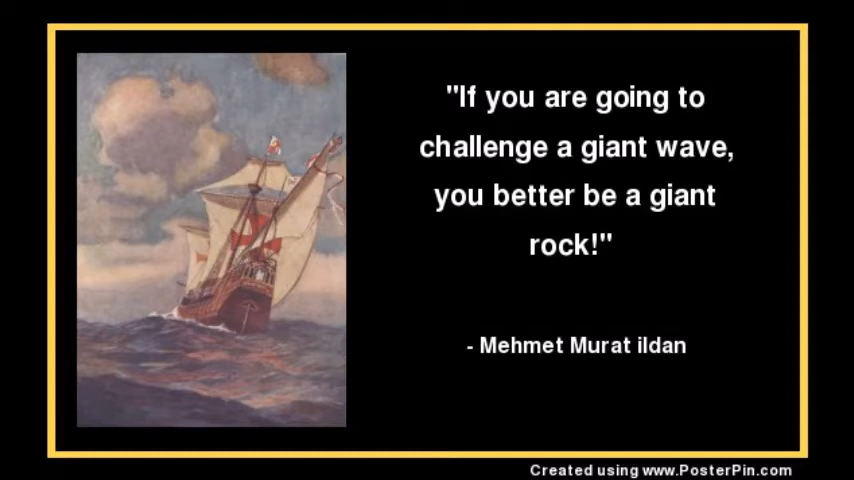 "If you are going to
challenge a giant wave,
you better be a giant
rock!"
- Mehmet Murat ildan
Created using www.PosterPin.com